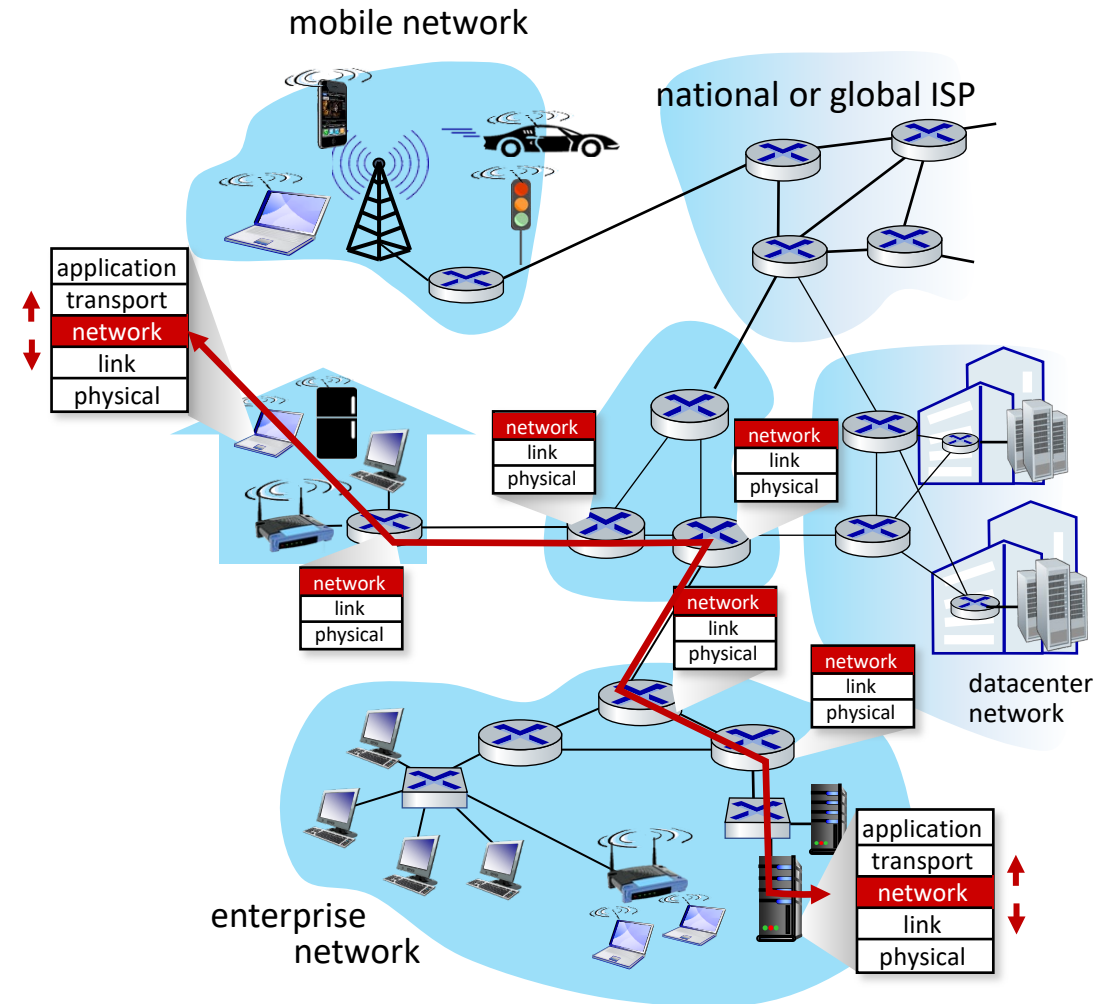 mobile network
national or global ISP
application
transport
network
link
physical
network
link
physical
network
link
physical
network
link
physical
network
link
physical
network
link
physical
datacenter
network
application
transport
network
link
physical
enterprise
network